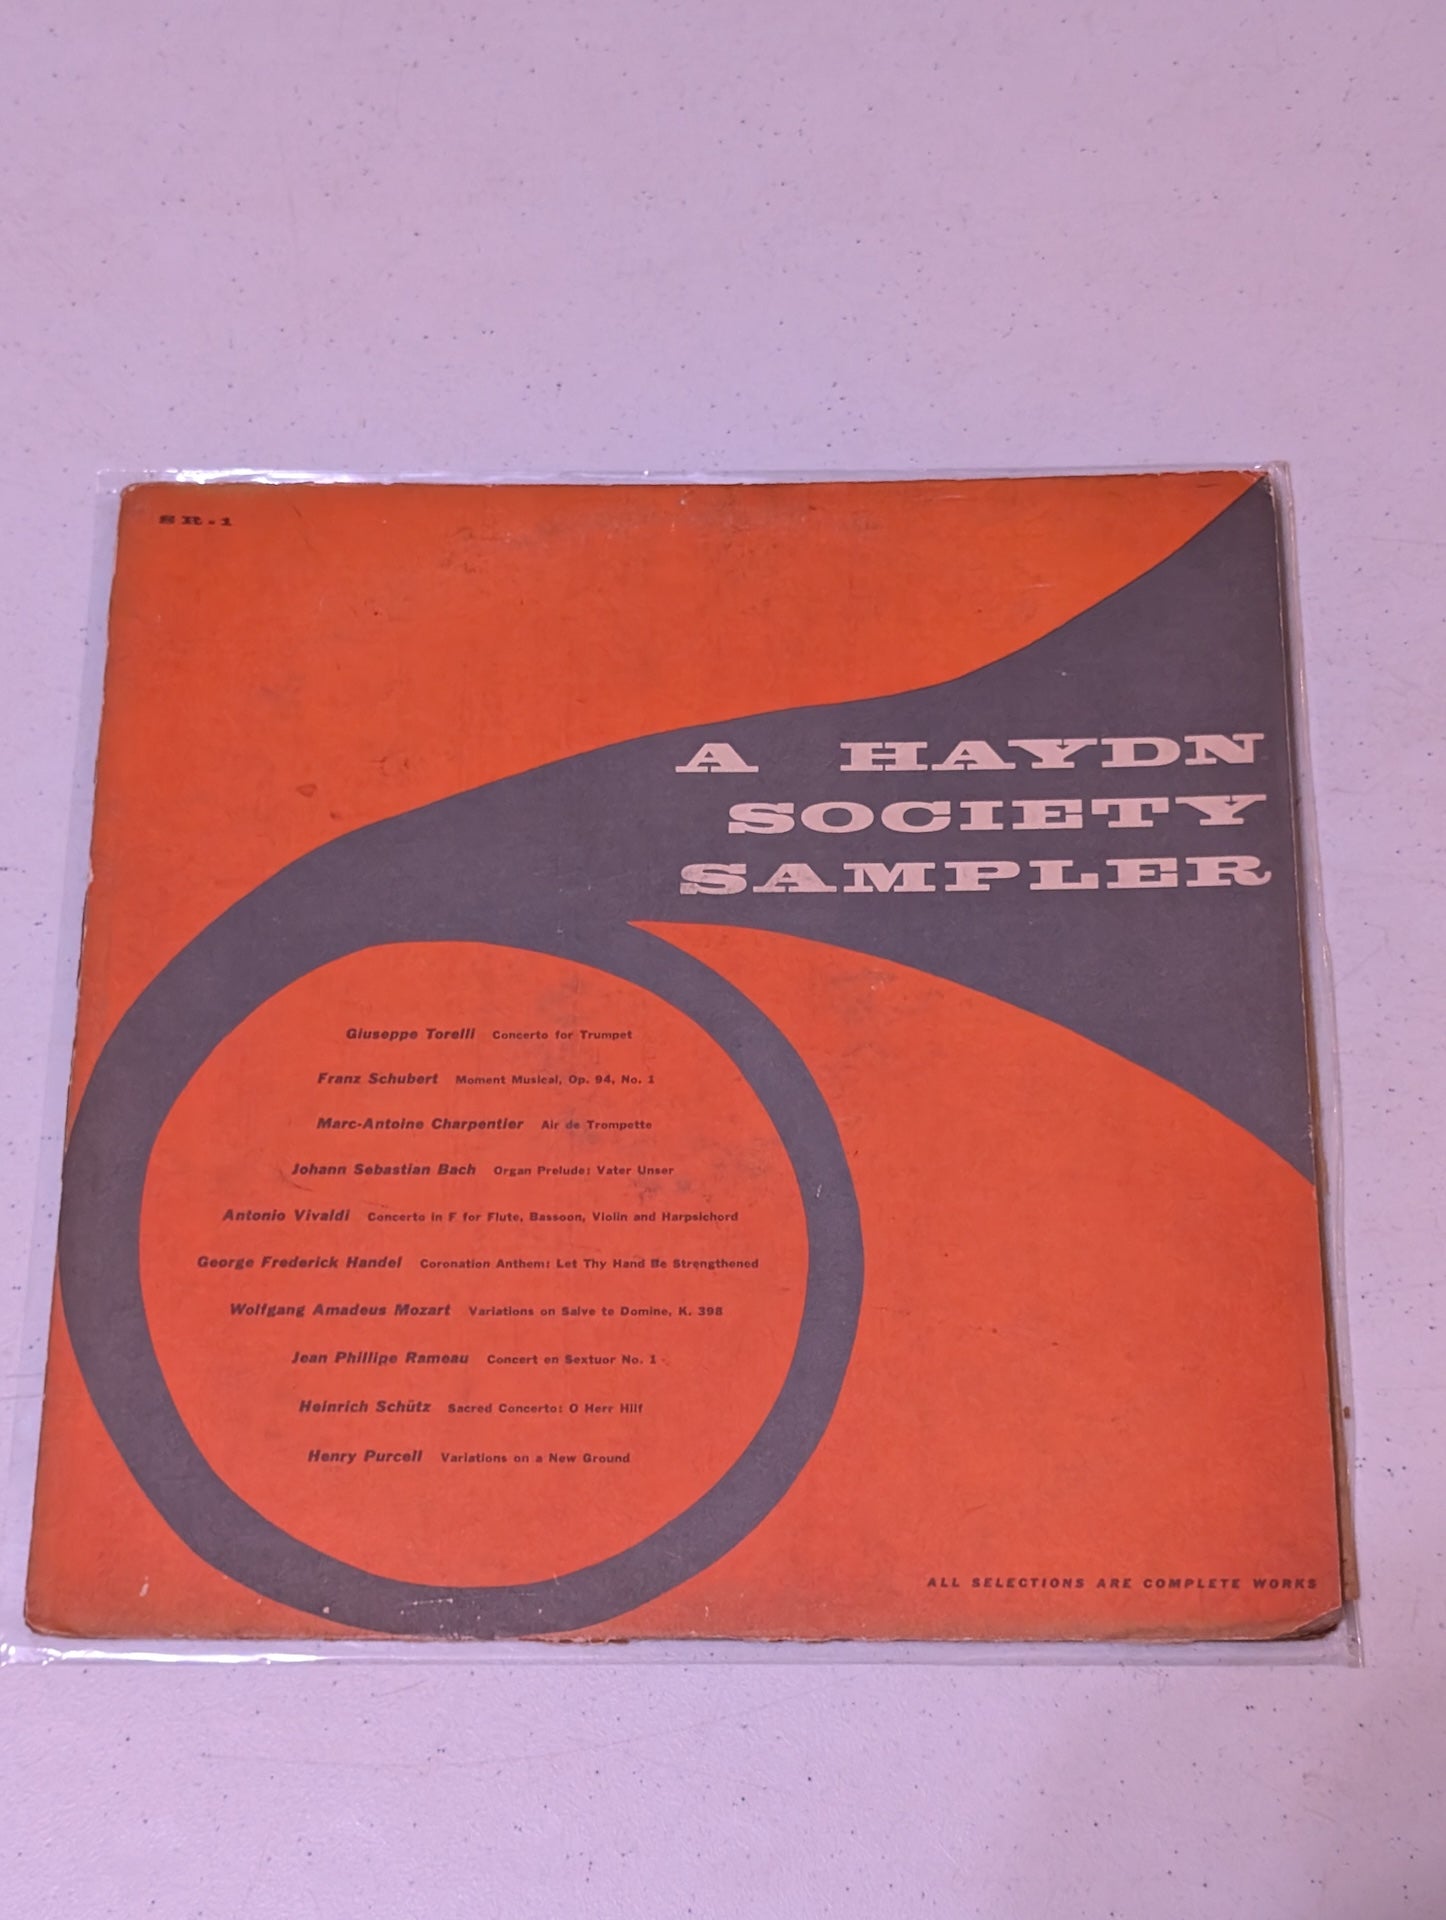 SR-1
A HAYDN
SOCIETY
SAMPLER
Giuseppe Torelli Concerto for Trumpet
Franz Schubert Moment Musical, Op. 94, No. 1
Marc-Antoine Charpentier Air de Trompette
Johann Sebastian Bach Organ Prelude: Vater Unser
Antonio Vivaldi Concerto in F for Flute, Bassoon, Violin and Harpsichord
George Frederick Handel Coronation Anthem: Let Thy Hand Be Strengthened
Wolfgang Amadeus Mozart Variations on Salve te Domine, K. 398
Jean Phillipe Rameau Concert en Sextuor No. 1
Heinrich Schütz Sacred Concerto: O Herr Hilf
Henry Purcell Variations on a New Ground
ALL SELECTIONS ARE COMPLETE WORKS